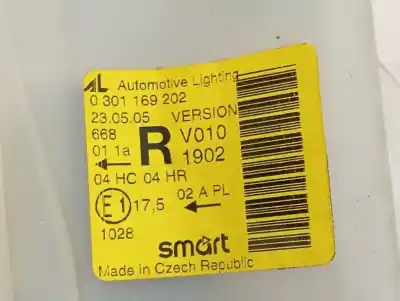 AL Automotive Lighting
0 301 169 202
23.05.05 VERSION
668 R V010
01 1a 1902
04 HC 04 HR
E1 17,5 02 A PL
1028 smart
Made in Czech Republic